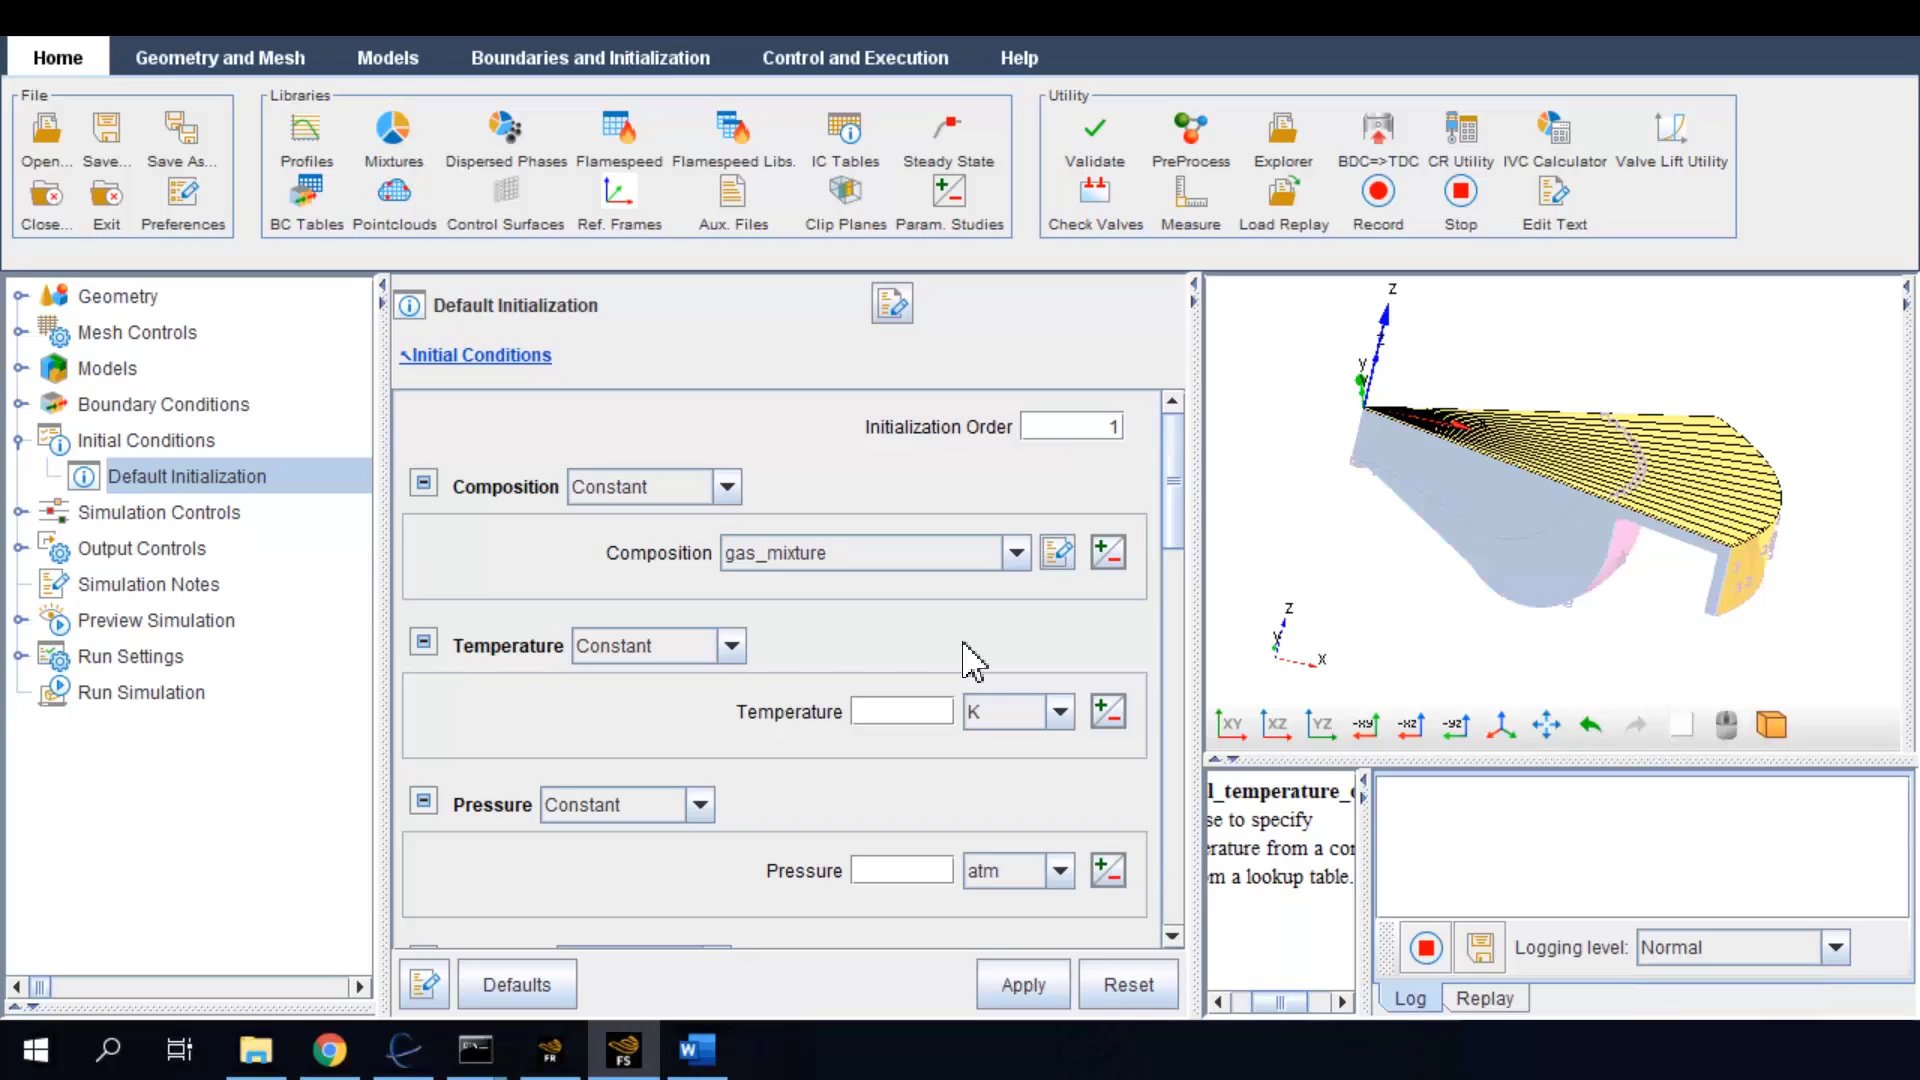 Home Geometry and Mesh Models Boundaries and Initialization Control and Execution Help
File Libraries Utility
Open... Save... Save As... Profiles Mixtures Dispersed Phases Flamespeed Flamespeed Libs. IC Tables Steady State Validate PreProcess Explorer BDC=>TDC CR Utility IVC Calculator Valve Lift Utility
Close... Exit Preferences BC Tables Pointclouds Control Surfaces Ref. Frames Aux. Files Clip Planes Param. Studies Check Valves Measure Load Replay Record Stop Edit Text
Geometry
Mesh Controls
Models
Boundary Conditions
Initial Conditions
Default Initialization
Simulation Controls
Output Controls
Simulation Notes
Preview Simulation
Run Settings
Run Simulation
Default Initialization
Initial Conditions
Initialization Order 1
Composition Constant
Composition gas_mixture
Temperature Constant
Temperature K
Pressure Constant
Pressure atm
Defaults Apply Reset
Z
Z
Y
Y
Z
Y
X
XY XZ YZ -xy -xz -yz
l_temperature_
se to specify
erature from a co
m a lookup table.
Logging level: Normal
Log Replay
FR FS W